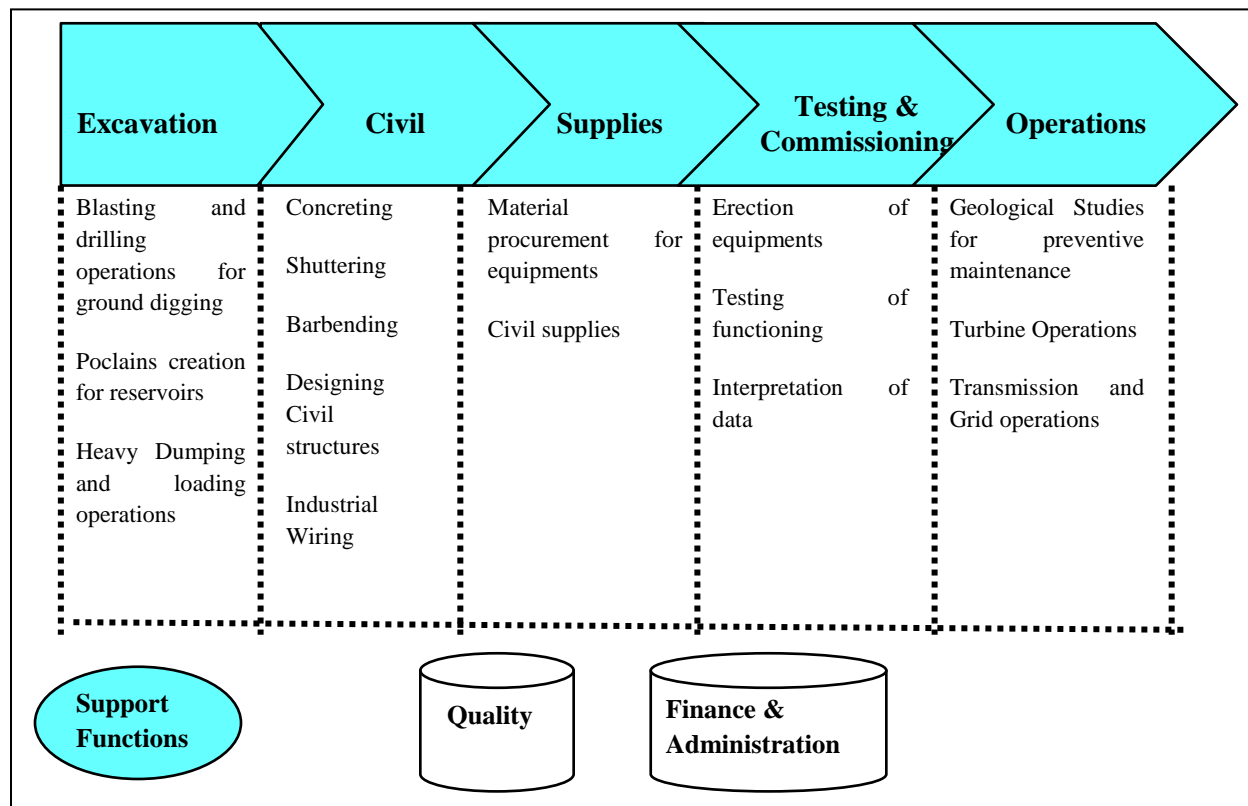 Excavation
Civil
Supplies
Testing &
Commissioning
Operations
Blasting and
drilling
operations for
ground digging
Poclains creation
for reservoirs
Heavy Dumping
and loading
operations
Concreting
Shuttering
Barbending
Designing
Civil
structures
Industrial
Wiring
Material
procurement for
equipments
Civil supplies
Erection of
equipments
Testing of
functioning
Interpretation of
data
Geological Studies
for preventive
maintenance
Turbine Operations
Transmission and
Grid operations
Support
Functions
Quality
Finance &
Administration